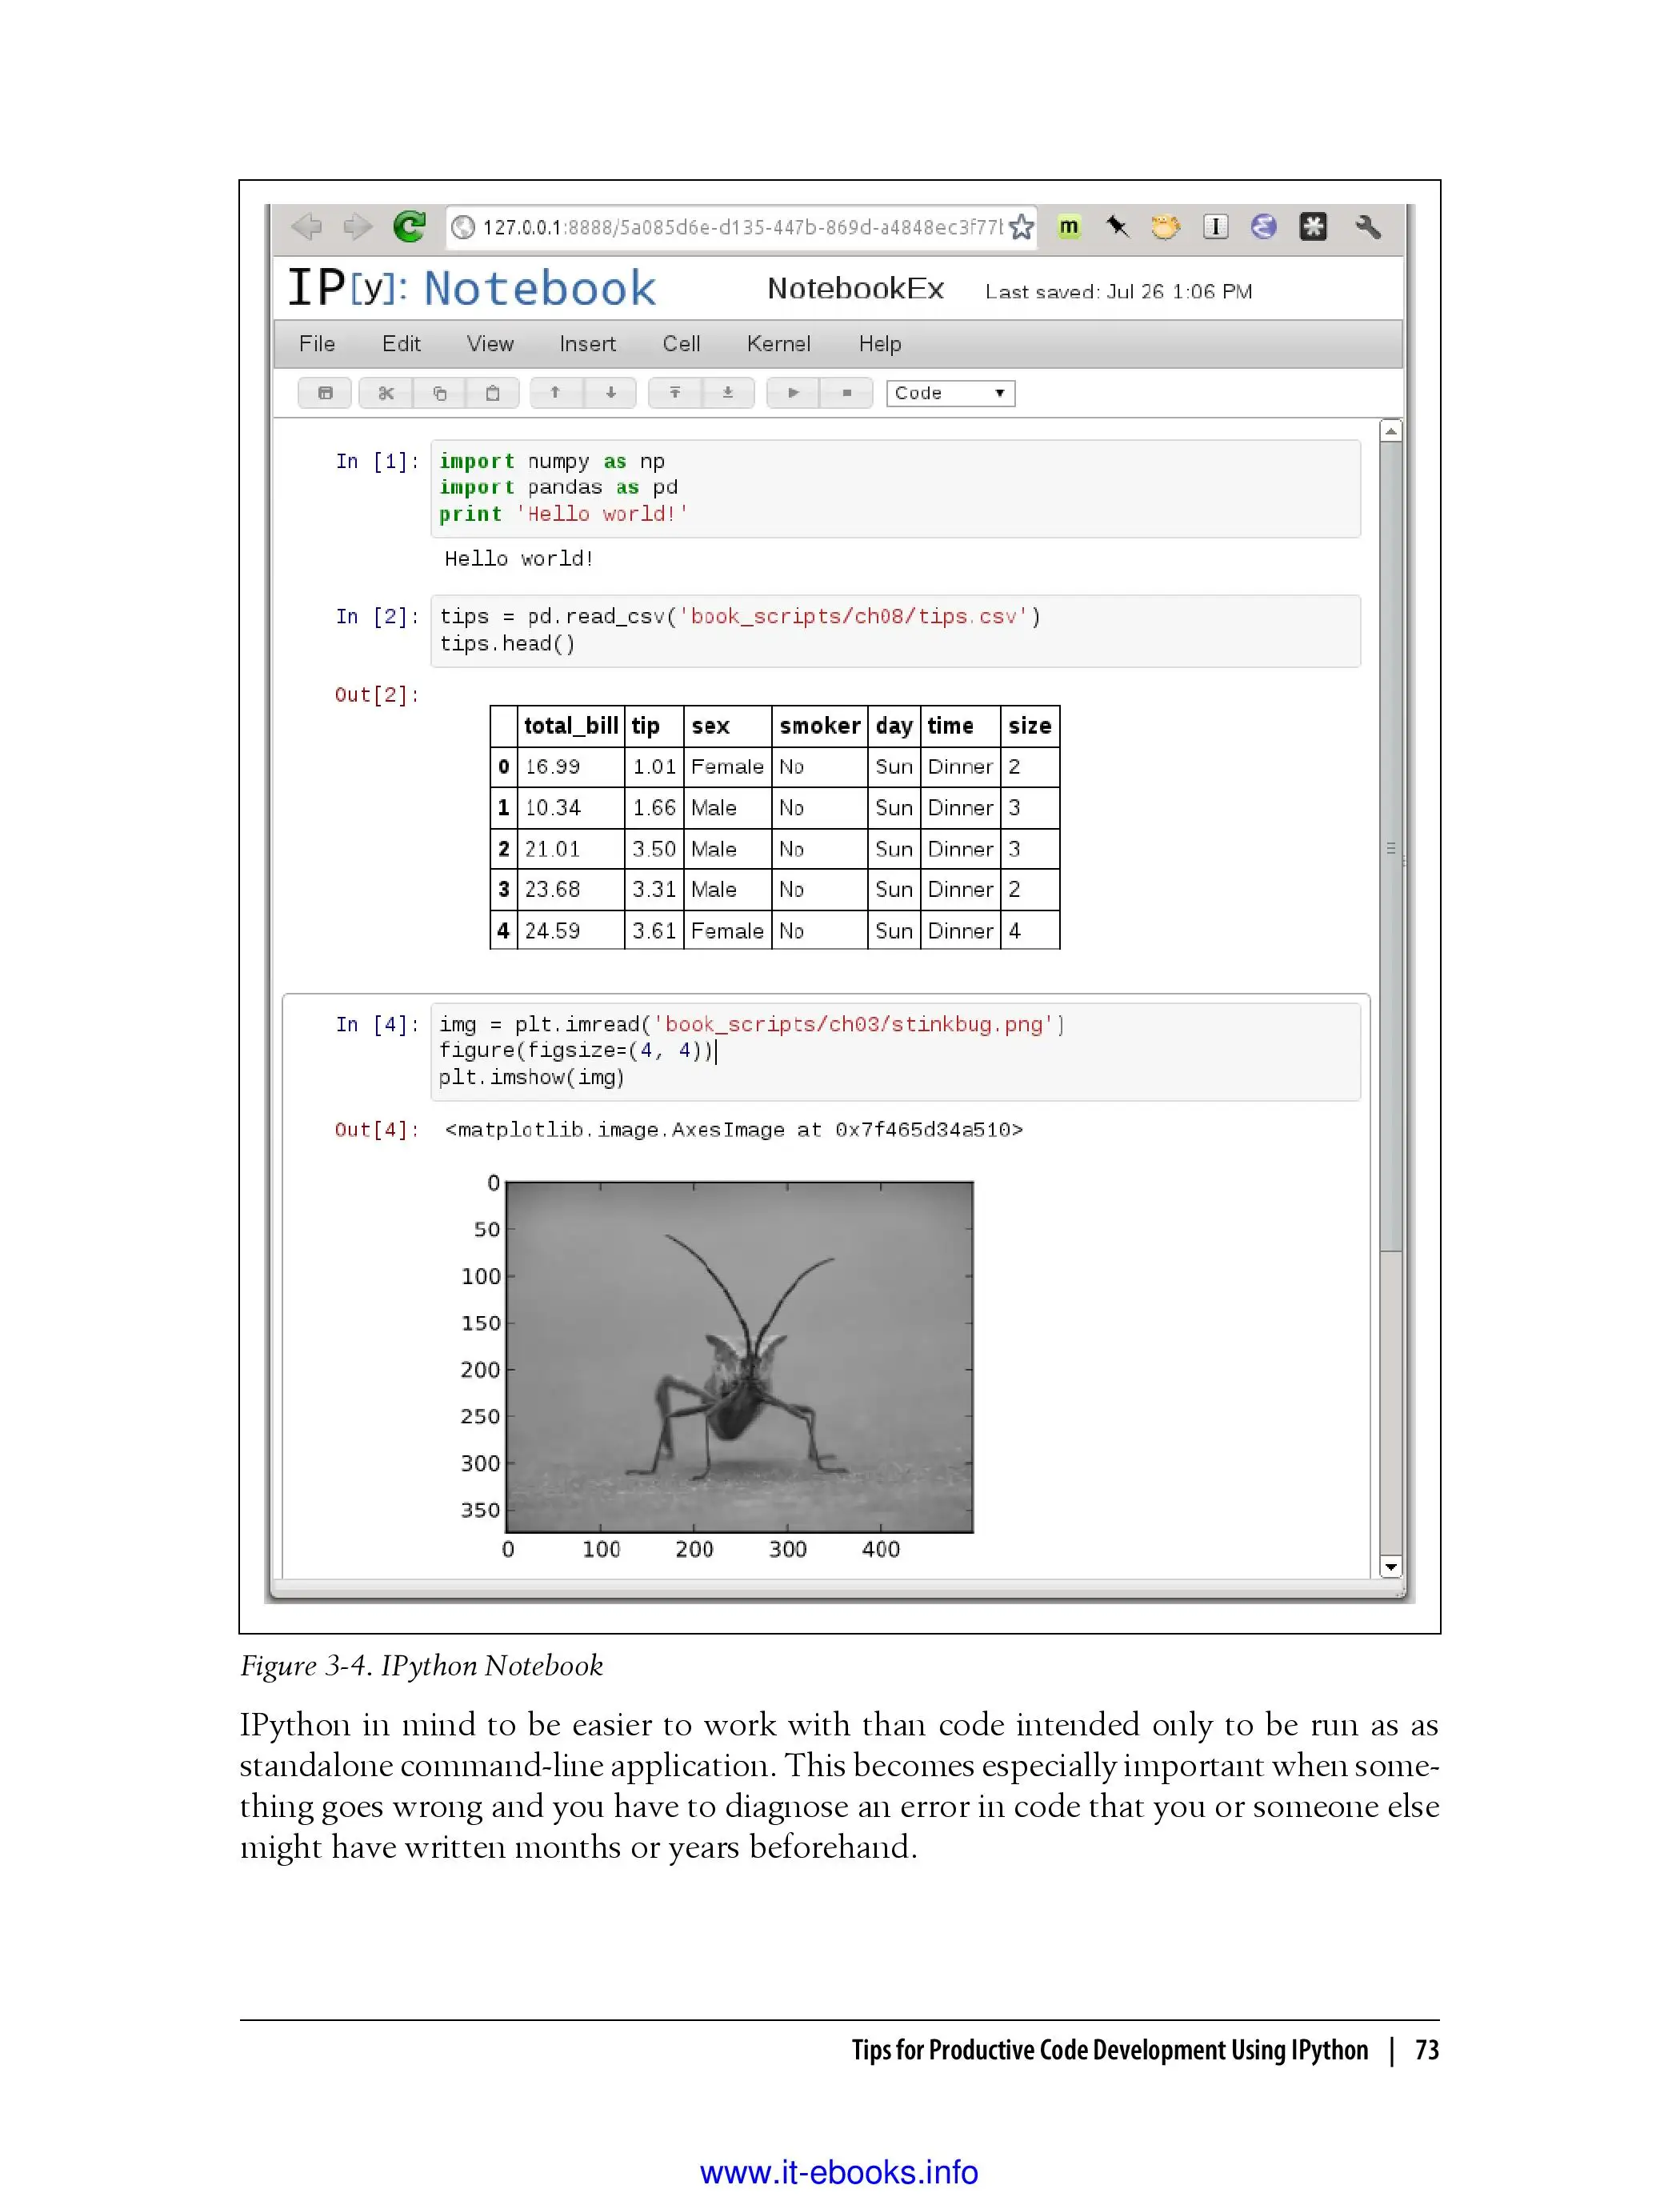 127.0.0.1:8888/5a085d6e-d135-447b-869d-a4848ec3f77
IP[y]: Notebook NotebookEx Last saved: Jul 26 1:06 PM
File Edit View Insert Cell Kernel Help
Code
In [1]: import numpy as np
import pandas as pd
print 'Hello world!'
Hello world!
In [2]: tips = pd.read_csv('book_scripts/ch08/tips.csv')
tips.head()
Out[2]:
total_bill tip sex smoker day time size
0 16.99 1.01 Female No Sun Dinner 2
1 10.34 1.66 Male No Sun Dinner 3
2 21.01 3.50 Male No Sun Dinner 3
3 23.68 3.31 Male No Sun Dinner 2
4 24.59 3.61 Female No Sun Dinner 4
In [4]: img = plt.imread('book_scripts/ch03/stinkbug.png')
figure(figsize=(4, 4))
plt.imshow(img)
Out[4]: <matplotlib.image.AxesImage at 0x7f465d34a510>
0
50
100
150
200
250
300
350
0 100 200 300 400
Figure 3-4. IPython Notebook
IPython in mind to be easier to work with than code intended only to be run as as
standalone command-line application. This becomes especially important when some-
thing goes wrong and you have to diagnose an error in code that you or someone else
might have written months or years beforehand.
Tips for Productive Code Development Using IPython | 73
www.it-ebooks.info